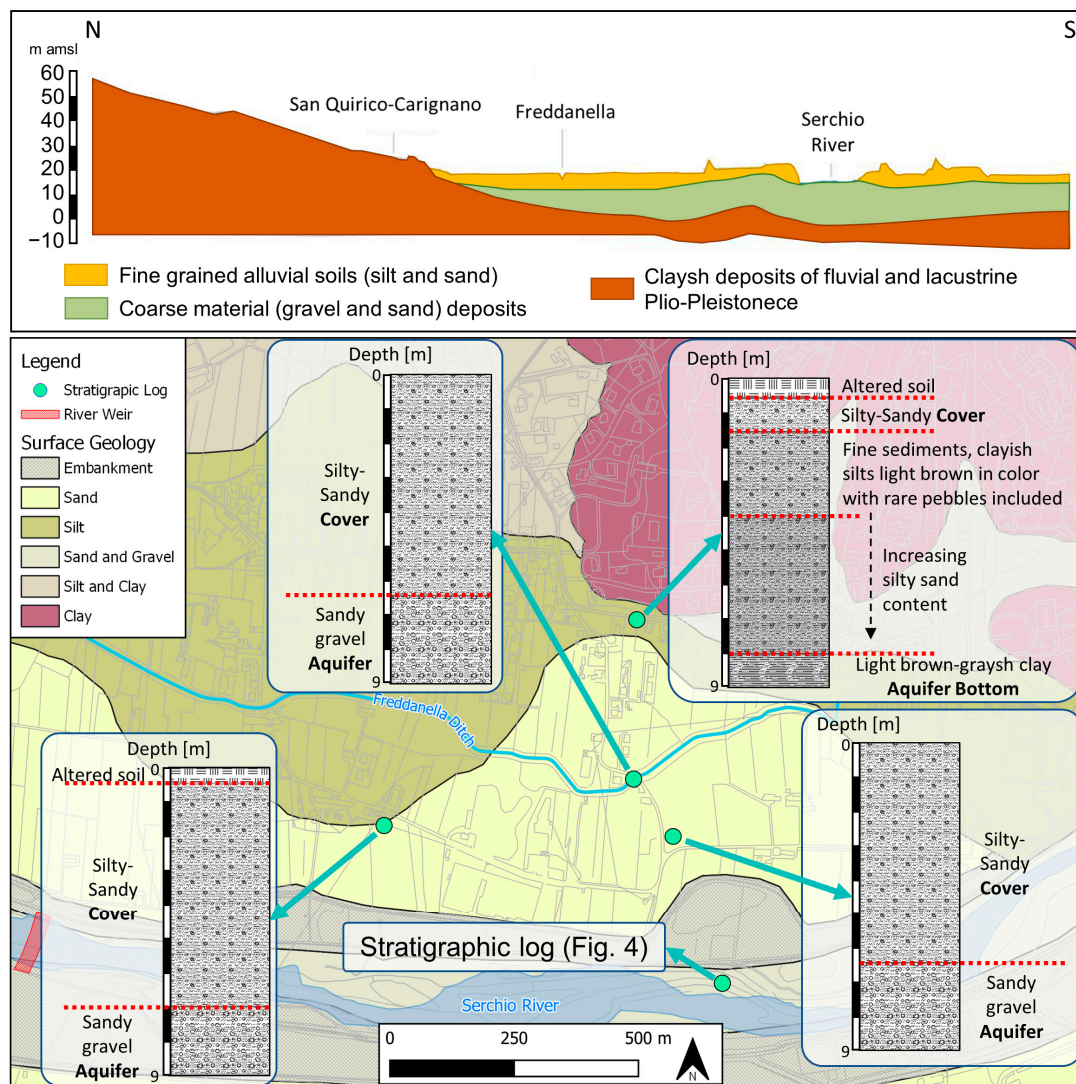 N
S
m amsl
60
50
40
30
20
10
0
−10
San Quirico-Carignano
Freddanella
Serchio
River
Fine grained alluvial soils (silt and sand)
Coarse material (gravel and sand) deposits
Claysh deposits of fluvial and lacustrine
Plio-Pleistonece
Legend
Stratigrapic Log
River Weir
Surface Geology
Embankment
Sand
Silt
Sand and Gravel
Silt and Clay
Clay
Depth [m]
0
Silty-
Sandy
Cover
Sandy
gravel
Aquifer
9
Depth [m]
0
Altered soil
Silty-Sandy Cover
Fine sediments, clayish
silts light brown in color
with rare pebbles included
Increasing
silty sand
content
Light brown-graysh clay
Aquifer Bottom
9
Freddanella Ditch
Depth [m]
0
Altered soil
Silty-
Sandy
Cover
Sandy
gravel
Aquifer
9
Depth [m]
0
Silty-
Sandy
Cover
Sandy
gravel
Aquifer
9
Stratigraphic log (Fig. 4)
Serchio River
0
250
500 m
N